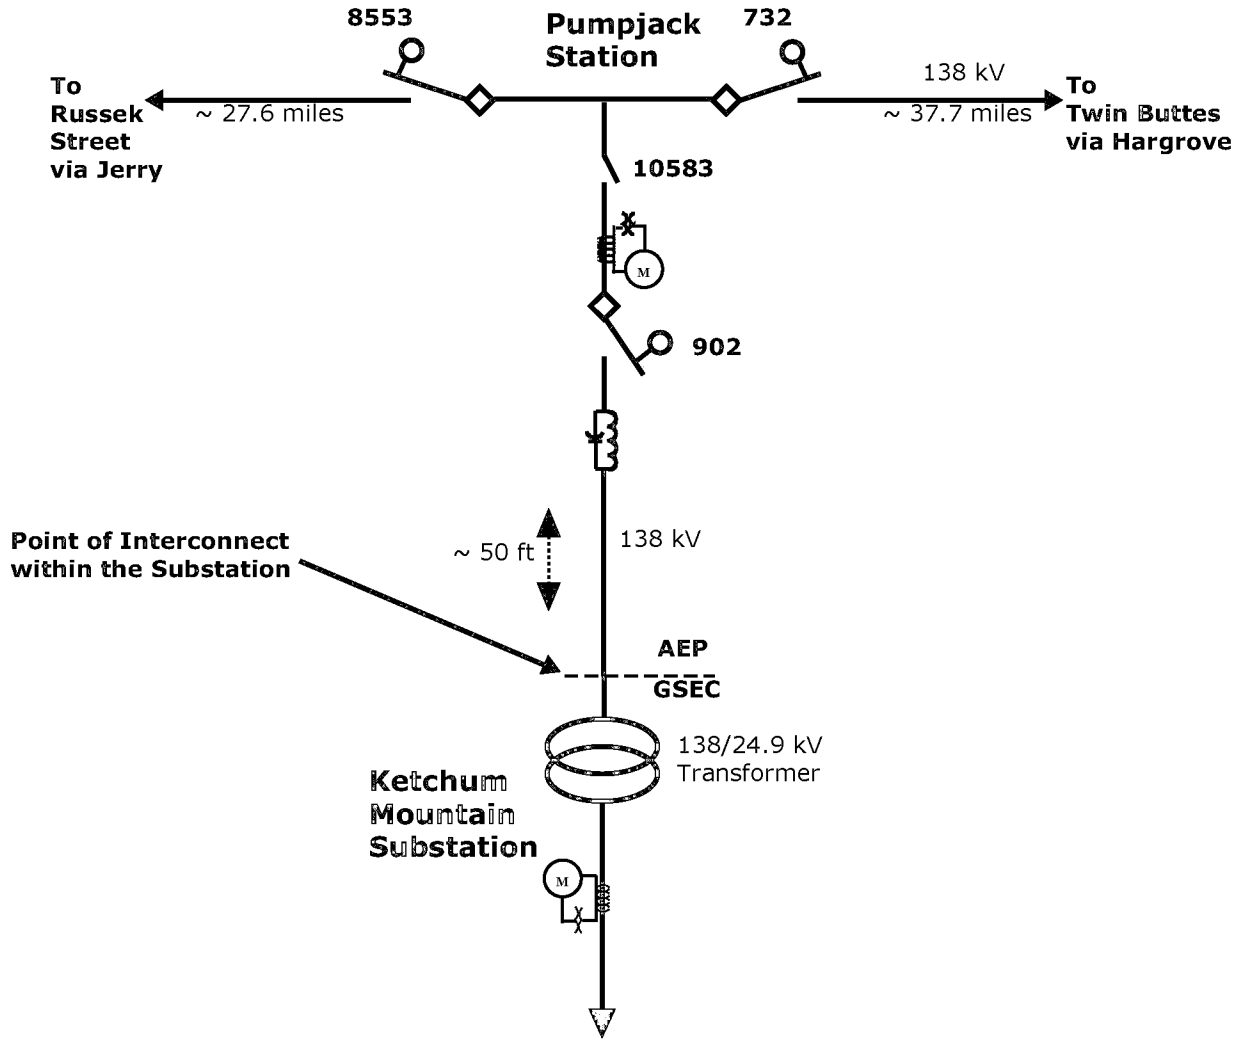 8553
Pumpjack
Station
732
To
Russek
Street
via Jerry
~ 27.6 miles
138 kV
~ 37.7 miles
To
Twin Buttes
via Hargrove
10583
M
902
Point of Interconnect
within the Substation
~ 50 ft
138 kV
AEP
GSEC
138/24.9 kV
Transformer
Ketchum
Mountain
Substation
M